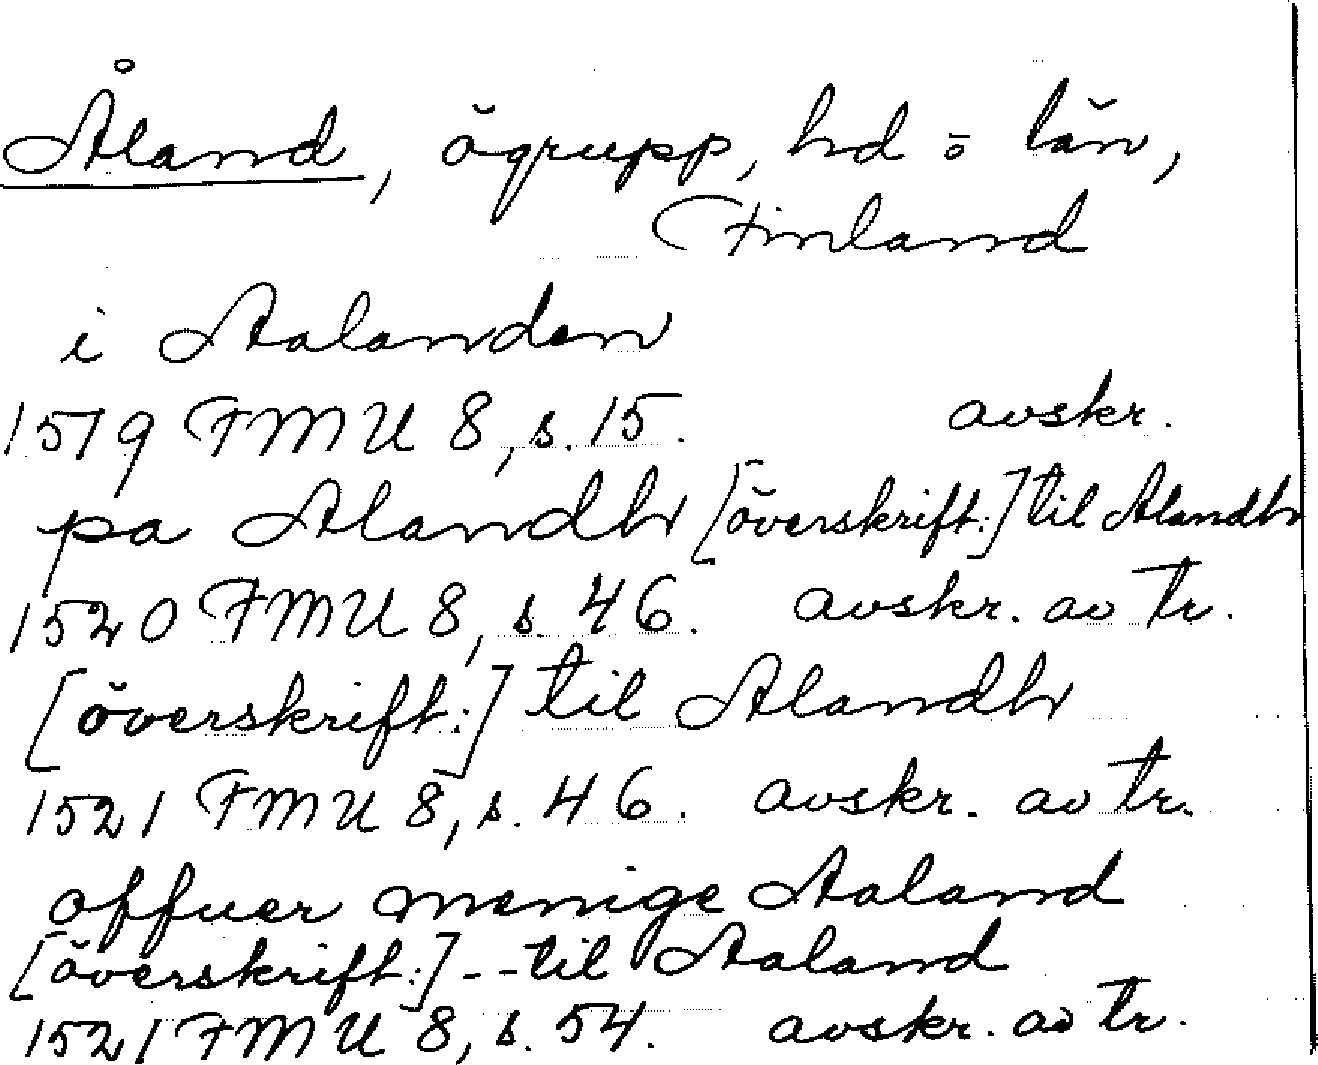 Åland, ögrupp, hd o län,
Finland
i Aalanden
1519 FMU 8, s. 15. avskr.
pa Alandh [överskrift:] til Alandh
1520 FMU 8, s. 46. avskr. av tr.
[överskrift:] til Alandh
1521 FMU 8, s. 46. avskr. av tr.
offuer menige Aaland
[överskrift:] -- til Aaland
1521 FMU 8, s. 54. avskr. av tr.